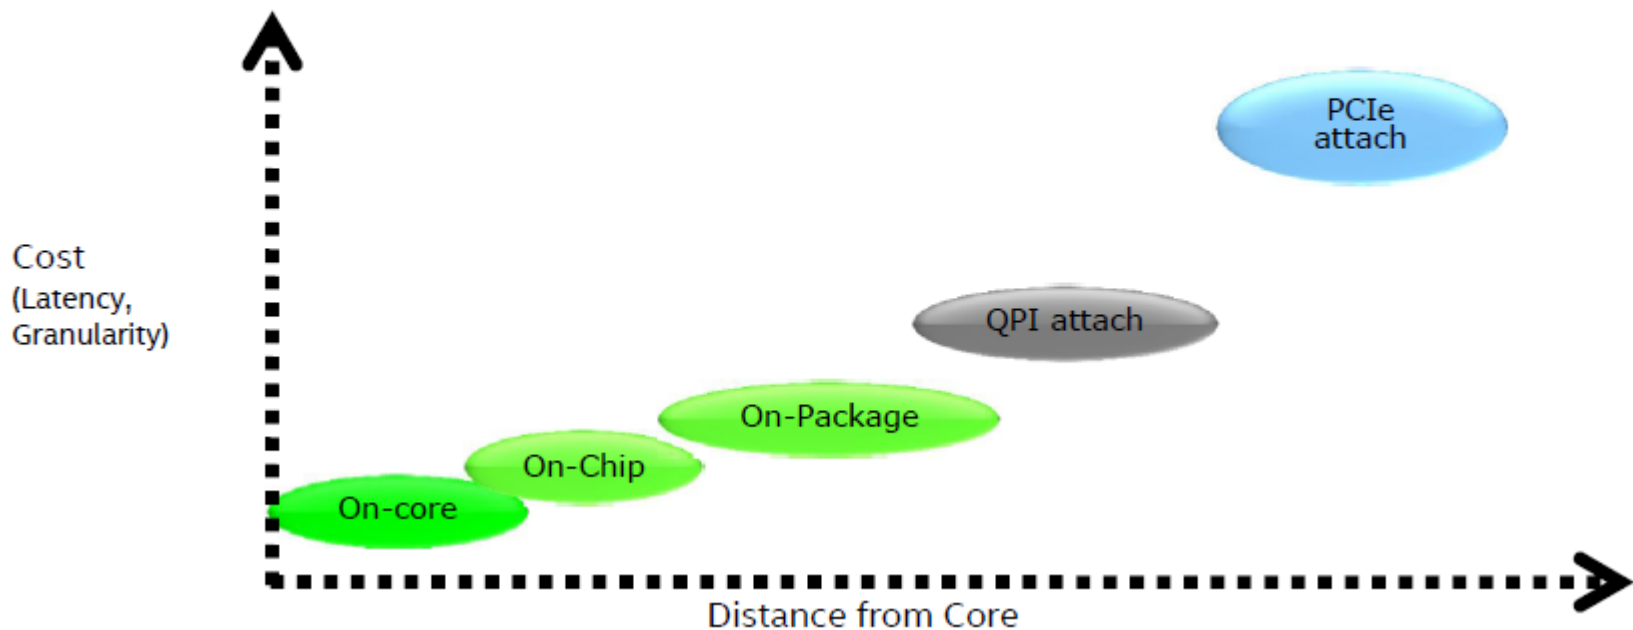 PCIe
attach
Cost
(Latency,
Granularity)
QPI attach
On-Package
On-Chip
On-core
Distance from Core